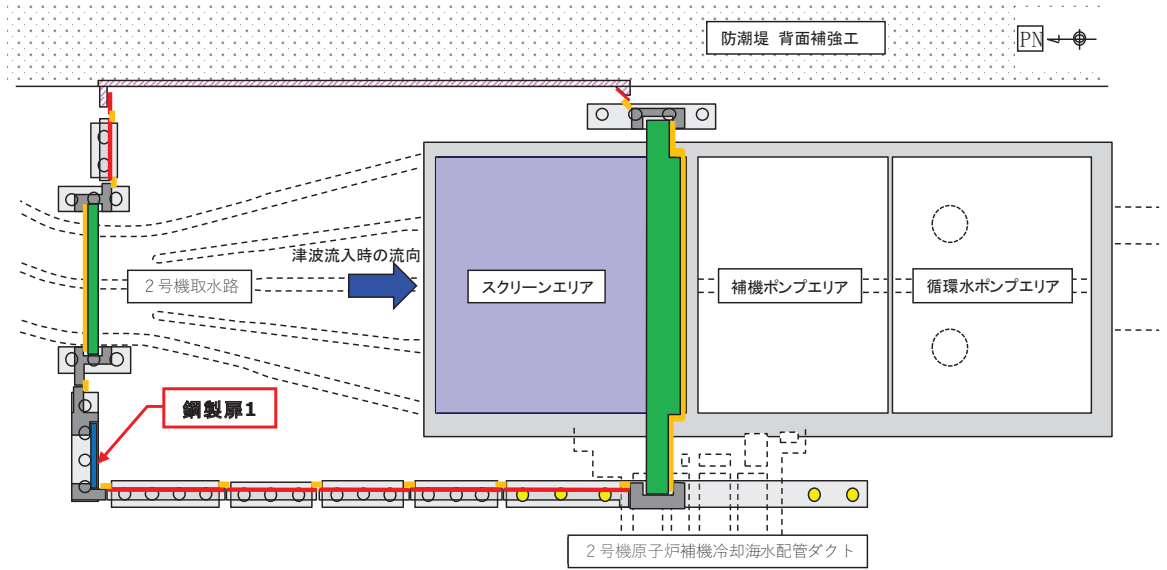 防潮堤 背面補強工
PN
津波流入時の流向
２号機取水路
スクリーンエリア
補機ポンプエリア
循環水ポンプエリア
鋼製扉1
２号機原子炉補機冷却海水配管ダクト